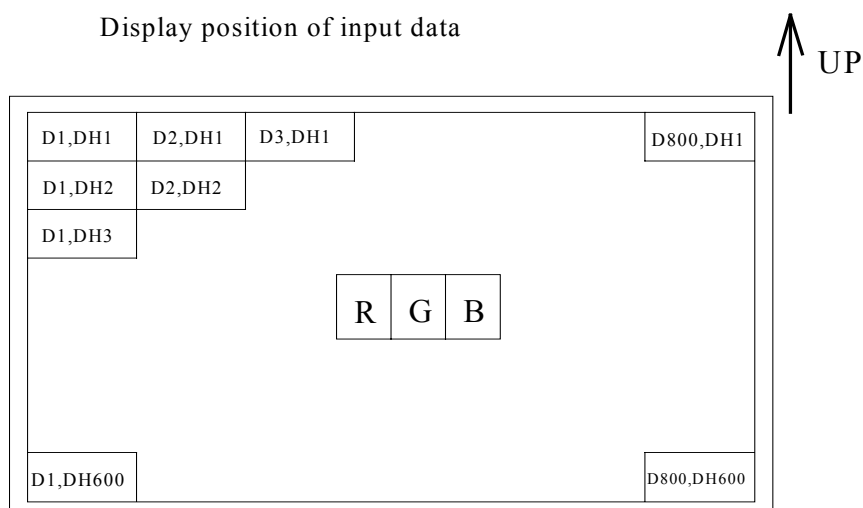 Display position of input data
UP
D1,DH1 D2,DH1 D3,DH1 D800,DH1
D1,DH2 D2,DH2
D1,DH3
R G B
D1,DH600 D800,DH600